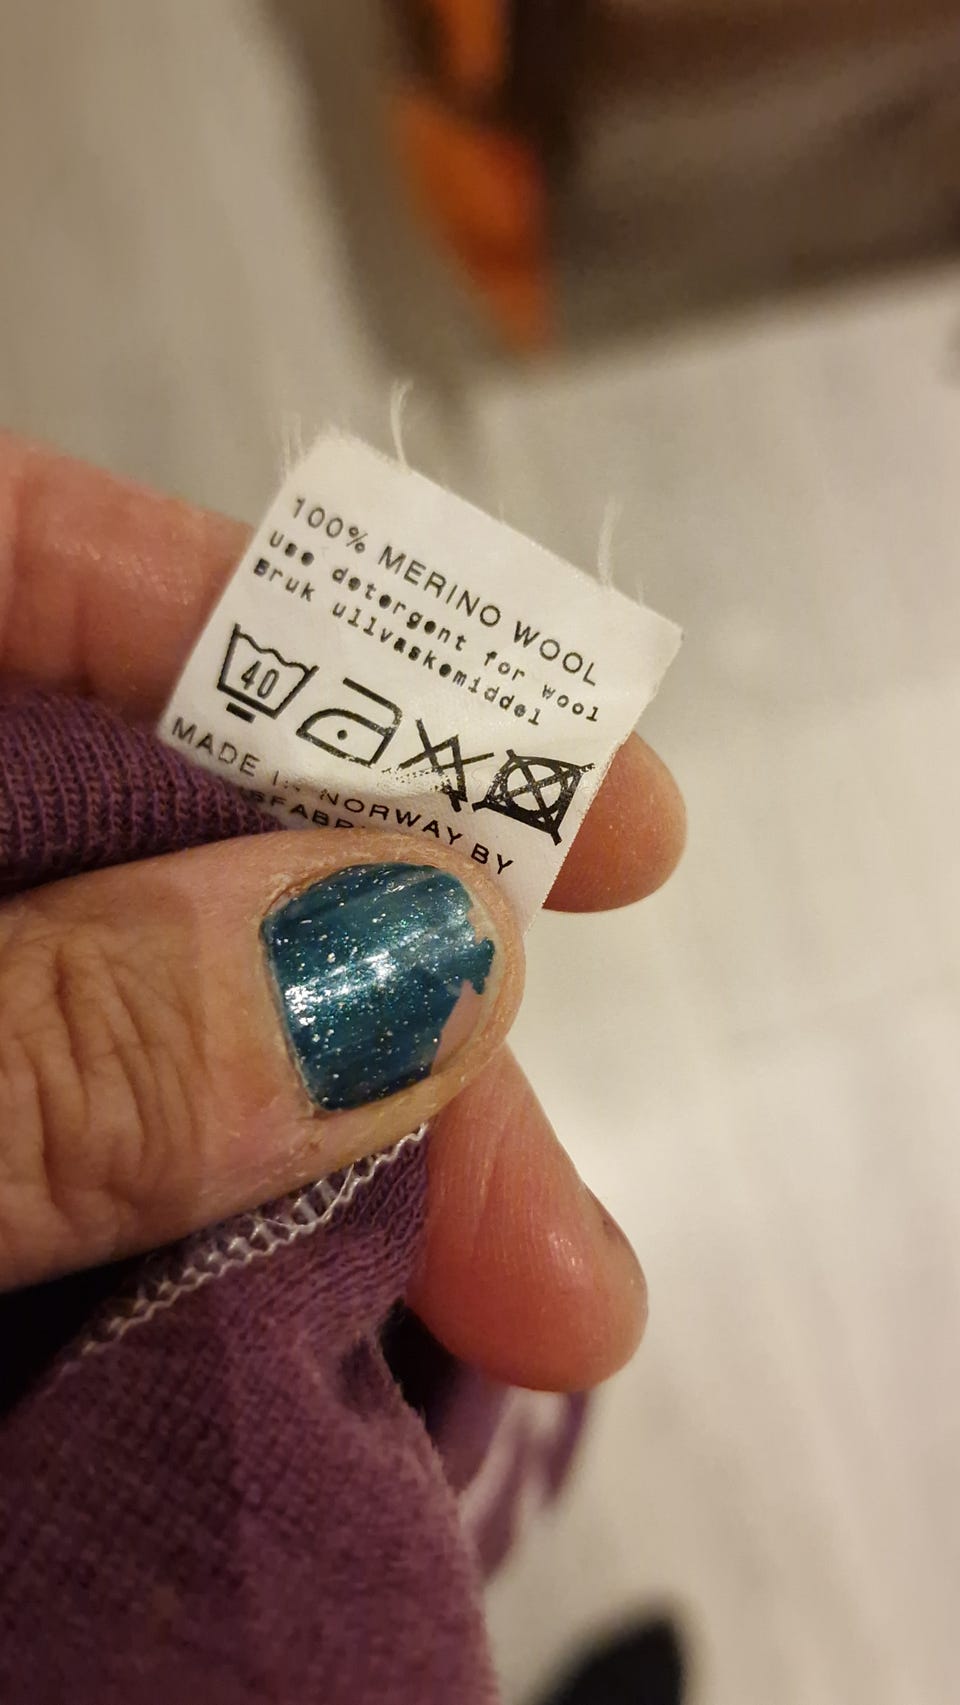 100% MERINO WOOL
Use detergent for wool
Bruk ullvaskemiddel
40
MADE IN NORWAY BY